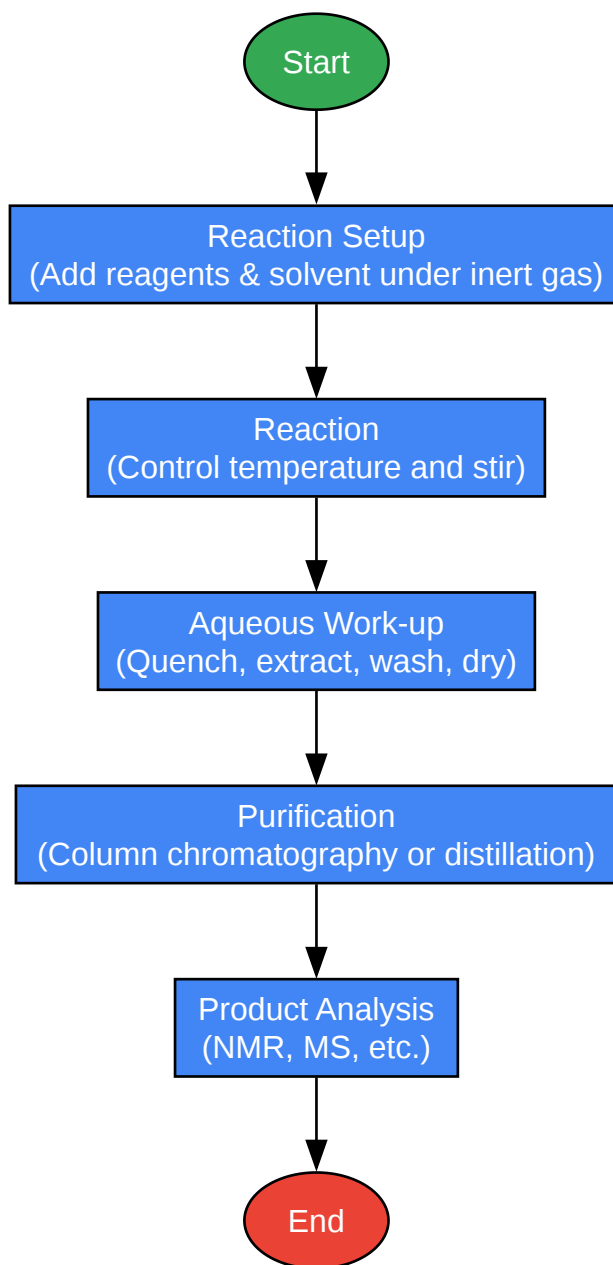 Start
Reaction Setup
(Add reagents & solvent under inert gas)
Reaction
(Control temperature and stir)
Aqueous Work-up
(Quench, extract, wash, dry)
Purification
(Column chromatography or distillation)
Product Analysis
(NMR, MS, etc.)
End